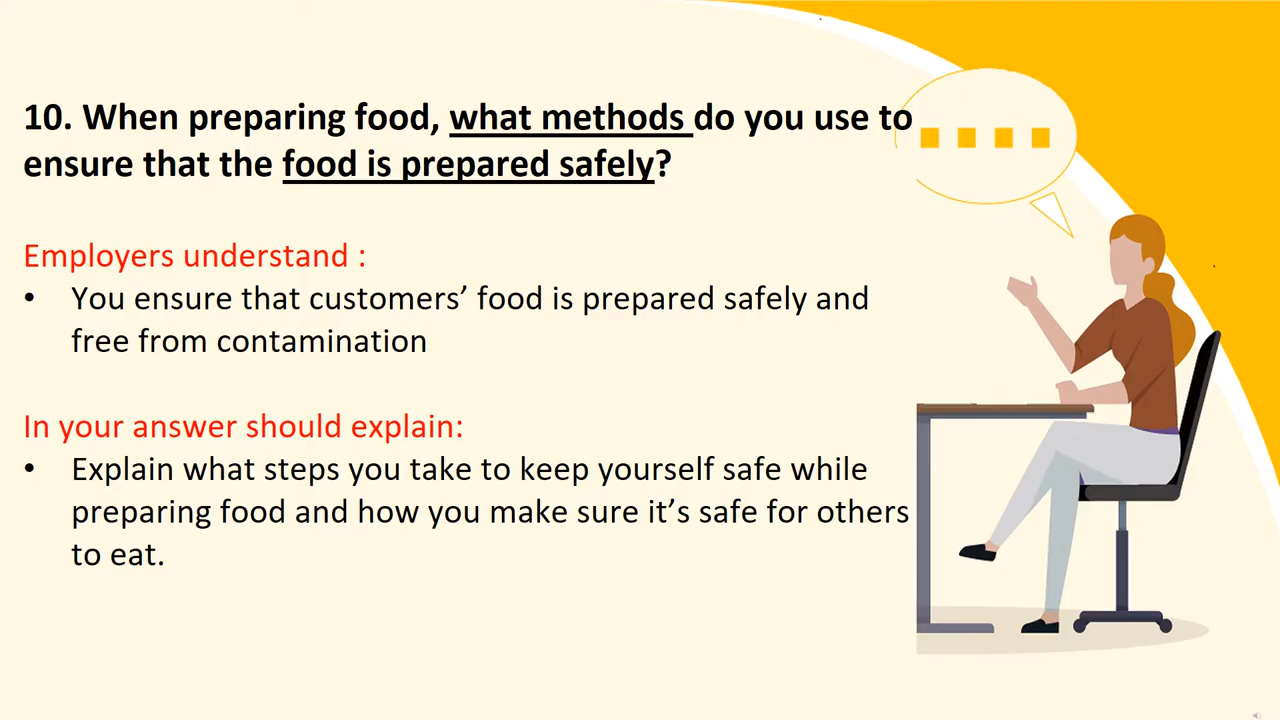 10. When preparing food, what methods do you use to
ensure that the food is prepared safely?
Employers understand :
• You ensure that customers’ food is prepared safely and
free from contamination
In your answer should explain:
• Explain what steps you take to keep yourself safe while
preparing food and how you make sure it’s safe for others
to eat.